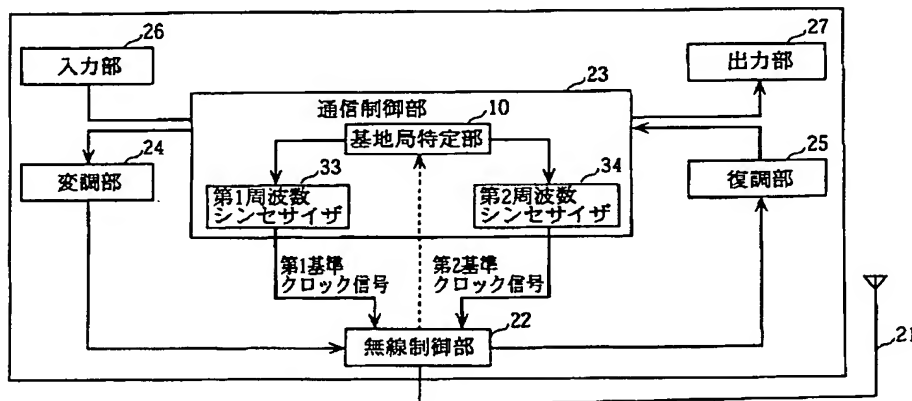 26
入力部
27
出力部
23
通信制御部
10
基地局特定部
24
変調部
25
復調部
33
第1周波数
シンセサイザ
34
第2周波数
シンセサイザ
第1基準
クロック信号
第2基準
クロック信号
22
無線制御部
21